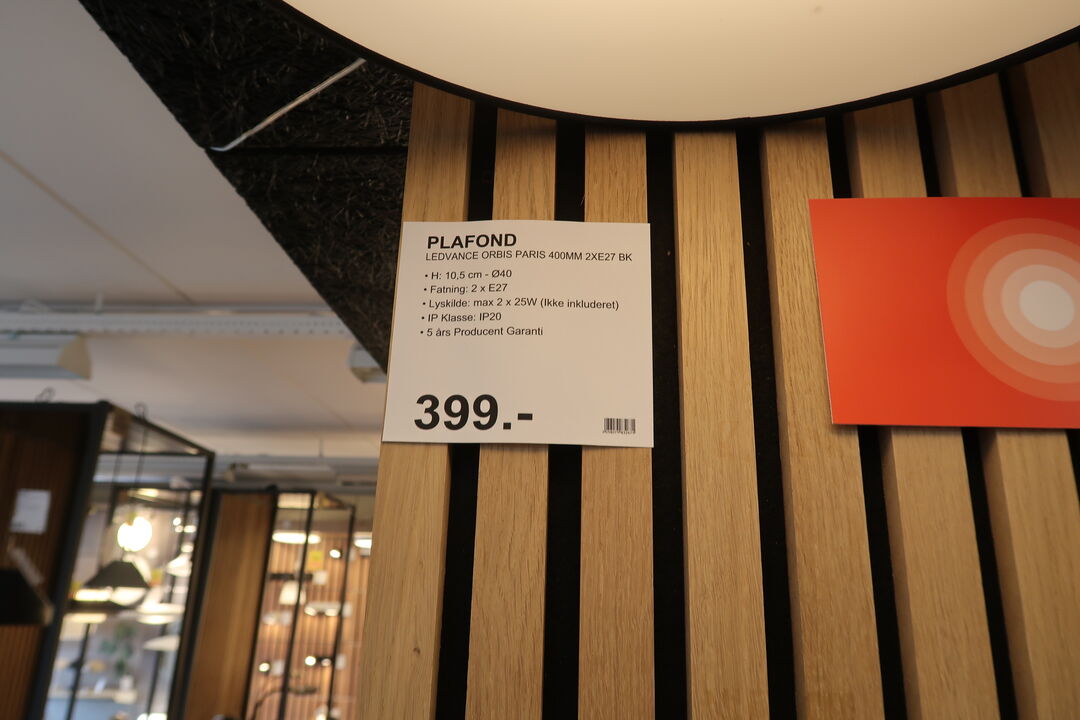 PLAFOND
LEDVANCE ORBIS PARIS 400MM 2XE27 BK
• H: 10,5 cm - Ø40
• Fatning: 2 x E27
• Lyskilde: max 2 x 25W (Ikke inkluderet)
• IP Klasse: IP20
• 5 års Producent Garanti
399.-